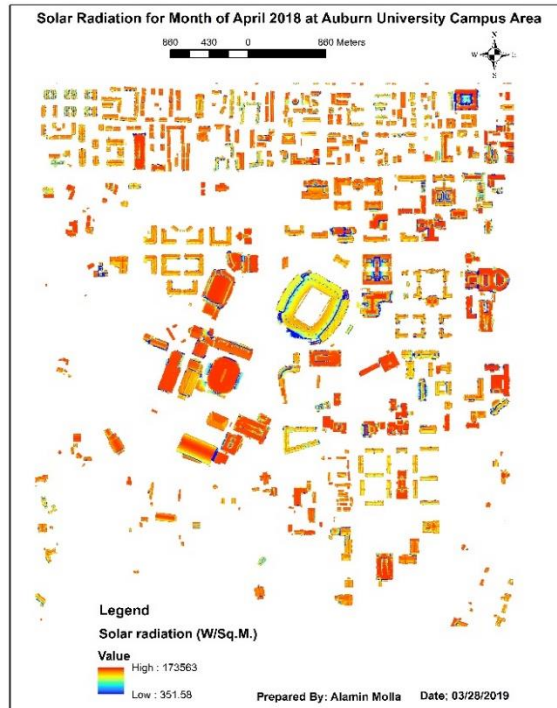 Solar Radiation for Month of April 2018 at Auburn University Campus Area
860 430 0 860 Meters
N
W E
S
Legend
Solar radiation (W/Sq.M.)
Value
High : 173563
Low : 351.58
Prepared By: Alamin Molla Date; 03/28/2019